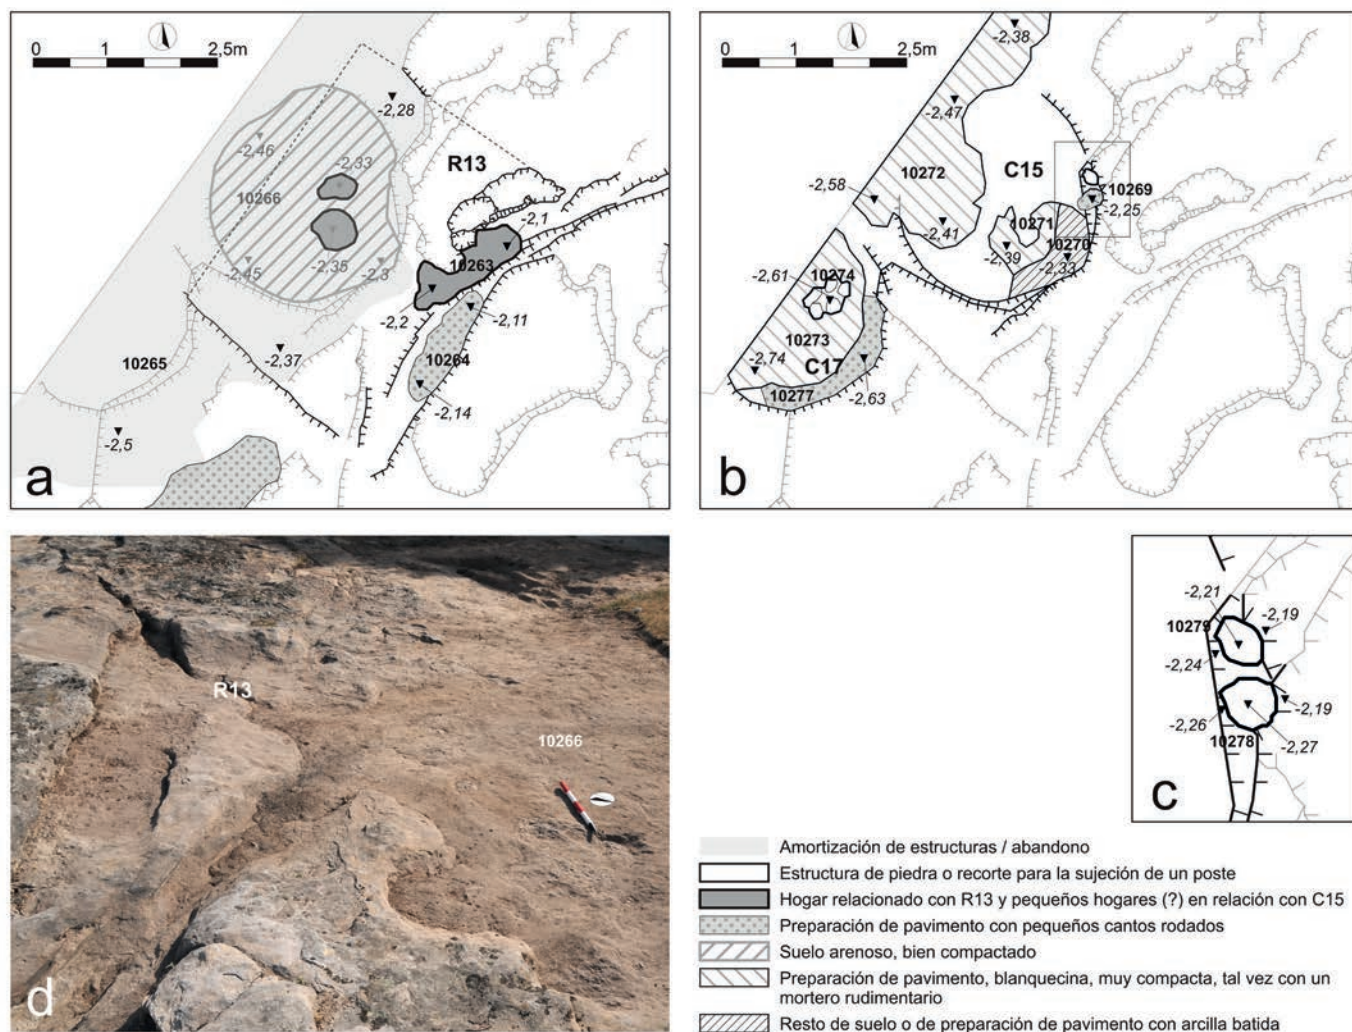 0 1 2,5m
-2,28
-2,46
-2,33
R13
10266
-2,1
10263
-2,45
-2,35
-2,3
-2,2
-2,11
-2,37
10265
10264
-2,14
-2,5
a
0 1 2,5m
-2,38
-2,47
10272
C15
-2,58
10269
-2,25
-2,41
10271
10270
-2,39
-2,33
-2,61
10274
10273
-2,74
C17
10277
-2,63
b
R13
10266
d
-2,21
-2,19
10279
-2,24
-2,19
-2,26
10278
-2,27
c
Amortización de estructuras / abandono
Estructura de piedra o recorte para la sujeción de un poste
Hogar relacionado con R13 y pequeños hogares (?) en relación con C15
Preparación de pavimento con pequeños cantos rodados
Suelo arenoso, bien compactado
Preparación de pavimento, blanquecina, muy compacta, tal vez con un
mortero rudimentario
Resto de suelo o de preparación de pavimento con arcilla batida